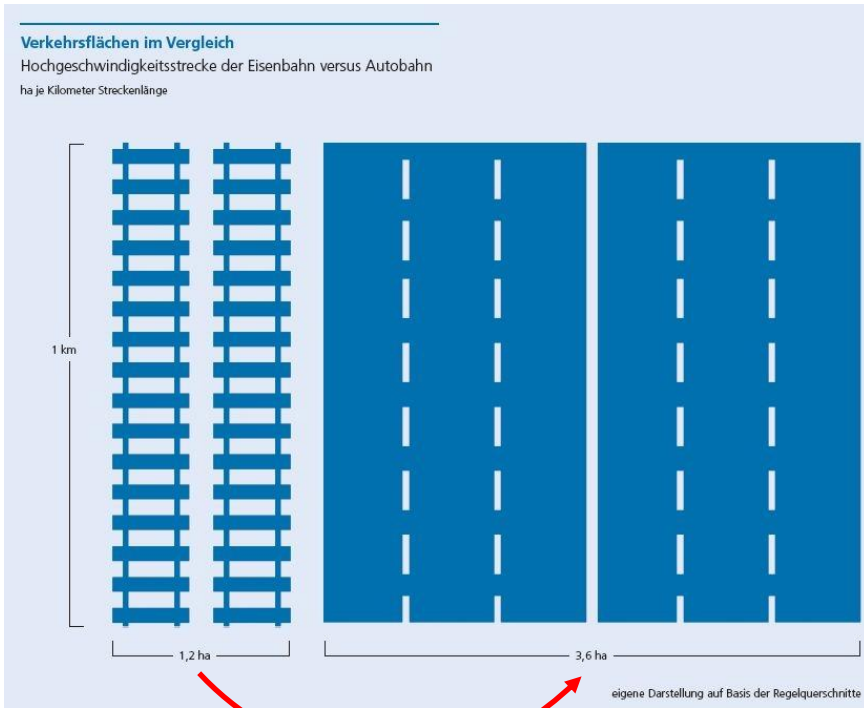 Verkehrsflächen im Vergleich
Hochgeschwindigkeitsstrecke der Eisenbahn versus Autobahn
ha je Kilometer Streckenlänge
1 km
1,2 ha
3,6 ha
eigene Darstellung auf Basis der Regelquerschnitte